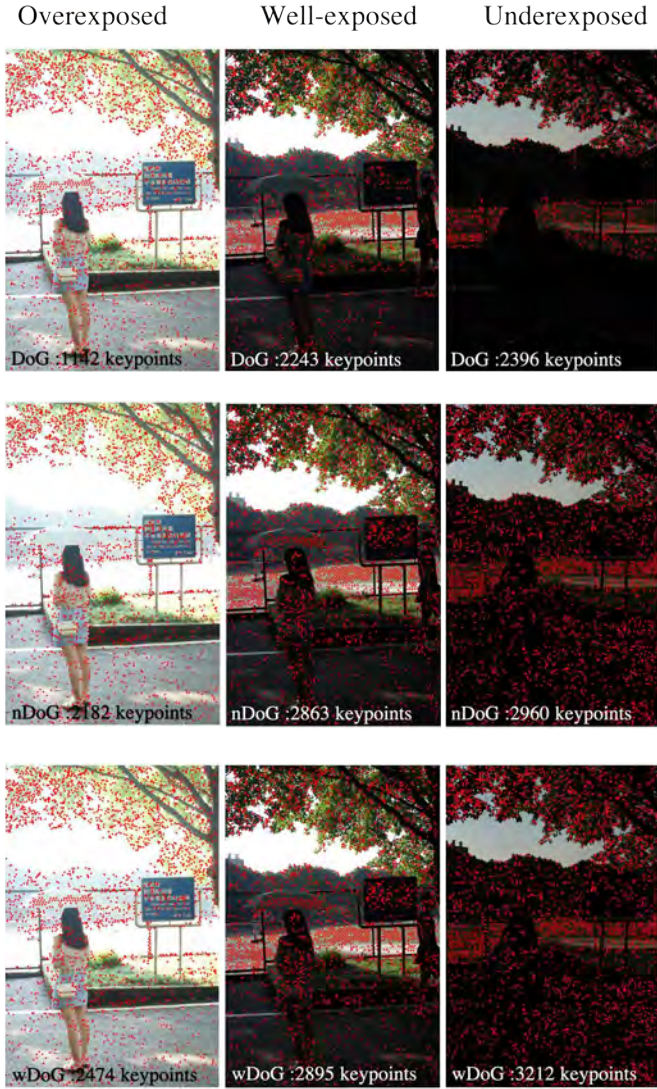 Overexposed Well-exposed Underexposed
DoG :1142 keypoints DoG :2243 keypoints DoG :2396 keypoints
nDoG :2182 keypoints nDoG :2863 keypoints nDoG :2960 keypoints
wDoG :2474 keypoints wDoG :2895 keypoints wDoG :3212 keypoints